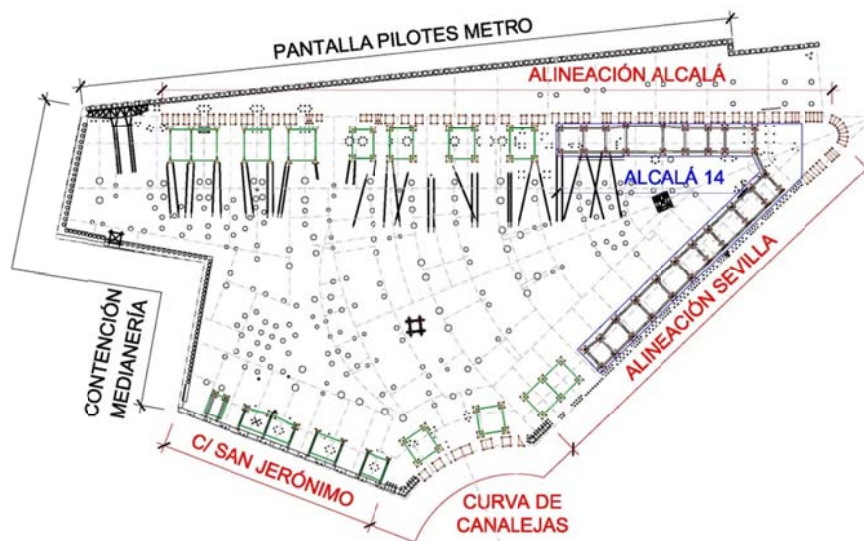 PANTALLA PILOTES METRO
ALINEACIÓN ALCALÁ
ALCALÁ 14
ALINEACIÓN SEVILLA
CONTENCIÓN
MEDIANERÍA
C/ SAN JERÓNIMO
CURVA DE
CANALEJAS